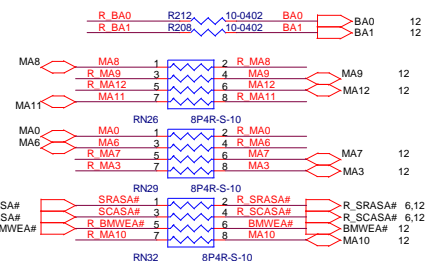 R_BA0 R212 10-0402 BA0 BA0 12
R_BA1 R208 10-0402 BA1 BA1 12
MA8 MA8 1 2 R_MA8
R_MA9 3 4 MA9 MA9 12
R_MA12 5 6 MA12 MA12 12
MA11 MA11 7 8 R_MA11
RN26 8P4R-S-10
MA0 MA0 1 2 R_MA0
MA6 MA6 3 4 R_MA6
R_MA7 5 6 MA7 MA7 12
R_MA3 7 8 MA3 MA3 12
RN29 8P4R-S-10
SA# SRASA# 1 2 R_SRASA# R_SRASA# 6,12
SA# SCASA# 3 4 R_SCASA# R_SCASA# 6,12
MWEA# R_BMWEA# 5 6 BMWEA# BMWEA# 12
R_MA10 7 8 MA10 MA10 12
RN32 8P4R-S-10